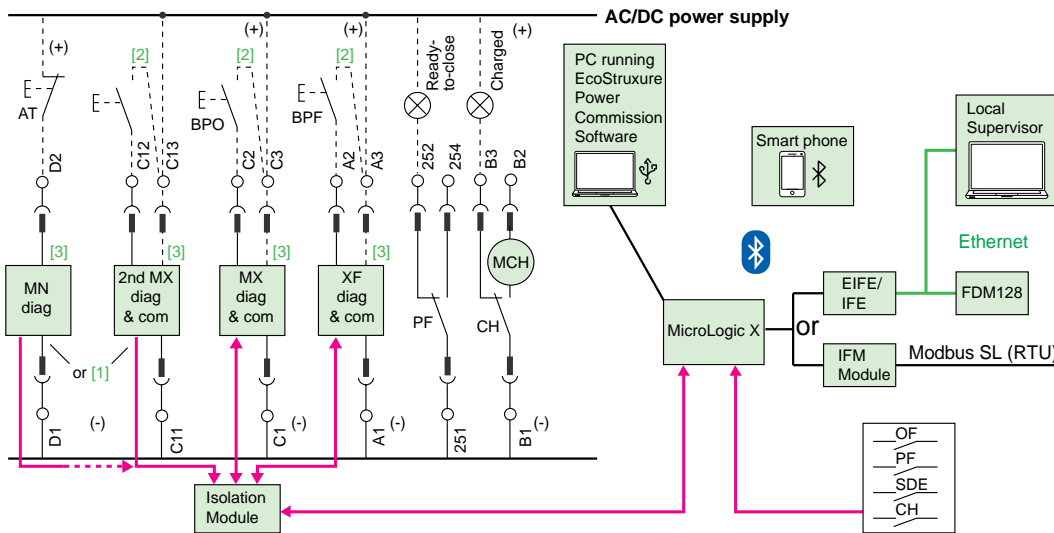 AC/DC power supply
(+)
(+)
(+)
(+)
[2]
[2]
[2]
Ready-
to-close
Charged
AT
BPO
BPF
D2
C12
C13
C2
C3
A2
A3
252
254
B3
B2
[3]
[3]
[3]
[3]
MN
diag
2nd MX
diag
& com
MX
diag
& com
XF
diag
& com
PF
MCH
CH
or [1]
D1
(-)
C11
C1
(-)
A1
(-)
251
B1
(-)
Isolation
Module
PC running
EcoStruxure
Power
Commission
Software
Smart phone
Local
Supervisor
Ethernet
MicroLogic X
or
EIFE/
IFE
FDM128
IFM
Module
Modbus SL (RTU)
OF
PF
SDE
CH